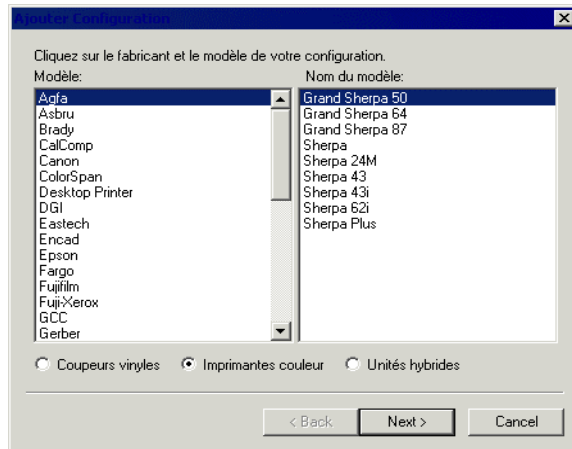 Ajouter Configuration
Cliquez sur le fabricant et le modèle de votre configuration.
Modèle:
Nom du modèle:
Agfa
Asbru
Brady
CalComp
Canon
ColorSpan
Desktop Printer
DGI
Eastech
Encad
Epson
Fargo
Fujifilm
Fuji-Xerox
GCC
Gerber
Grand Sherpa 50
Grand Sherpa 64
Grand Sherpa 87
Sherpa
Sherpa 24M
Sherpa 43
Sherpa 43i
Sherpa 62i
Sherpa Plus
Coupeurs vinyles
Imprimantes couleur
Unités hybrides
< Back
Next >
Cancel